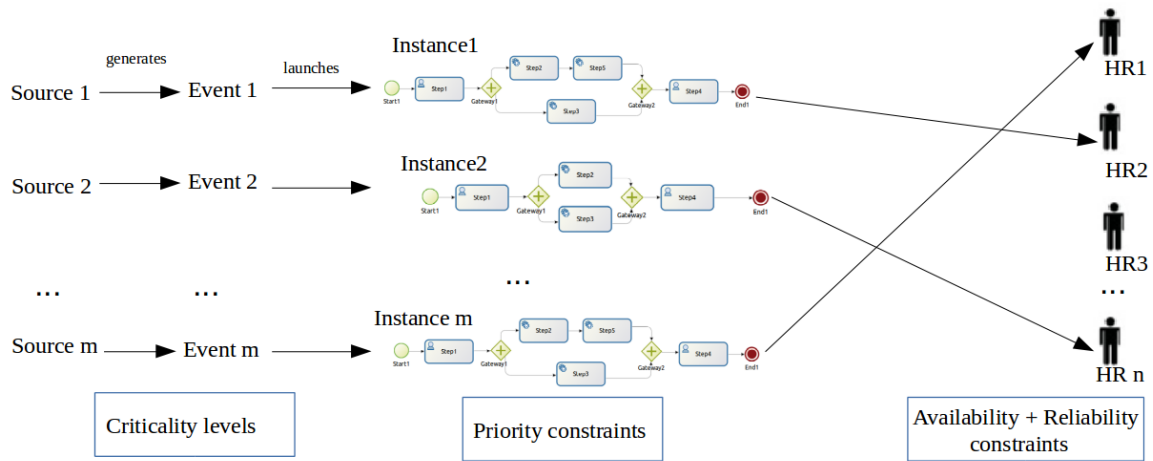 generates
launches
Source 1
Event 1
Instance1
Start1
Step1
Gateway1
Step2
Step5
Step3
Gateway2
Step4
End1
HR1
Source 2
Event 2
Instance2
Start1
Step1
Gateway1
Step2
Step3
Gateway2
Step4
End1
HR2
HR3
...
...
...
...
Source m
Event m
Instance m
Start1
Step1
Gateway1
Step2
Step5
Step3
Gateway2
Step4
End1
HR n
Criticality levels
Priority constraints
Availability + Reliability
constraints